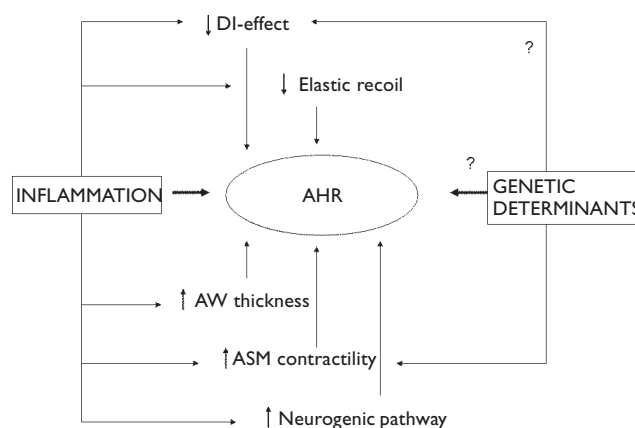 ↓ DI-effect
?
↓ Elastic recoil
?
INFLAMMATION
AHR
GENETIC
DETERMINANTS
↑ AW thickness
↑ ASM contractility
↑ Neurogenic pathway